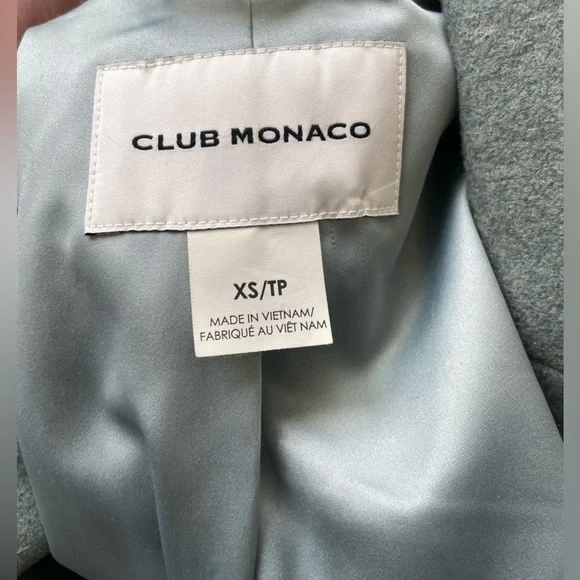 CLUB MONACO
XS/TP
MADE IN VIETNAM/
FABRIQUÉ AU VIÊT NAM